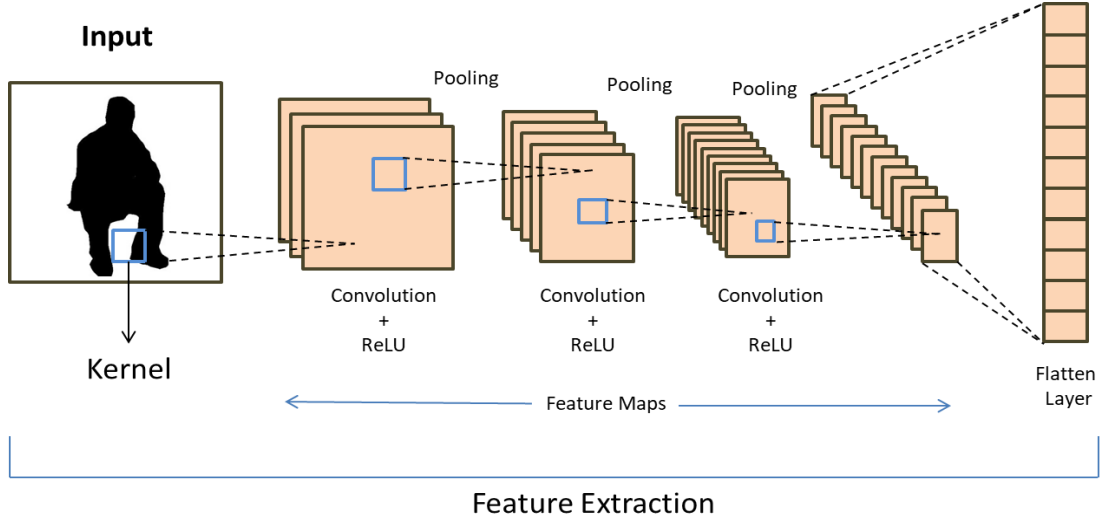 Input
Pooling
Pooling
Pooling
Convolution
+
ReLU
Convolution
+
ReLU
Convolution
+
ReLU
Kernel
Flatten
Layer
Feature Maps
Feature Extraction